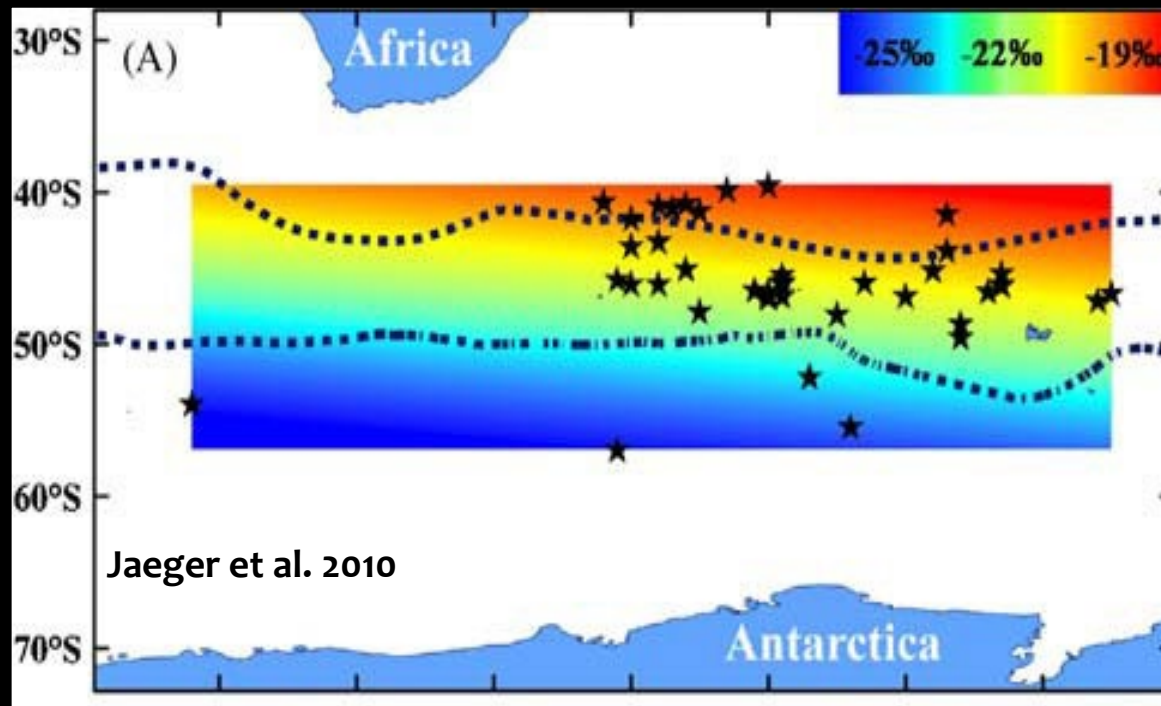 30°S
(A)
Africa
-25‰ -22‰ -19‰
40°S
50°S
60°S
Jaeger et al. 2010
Antarctica
70°S